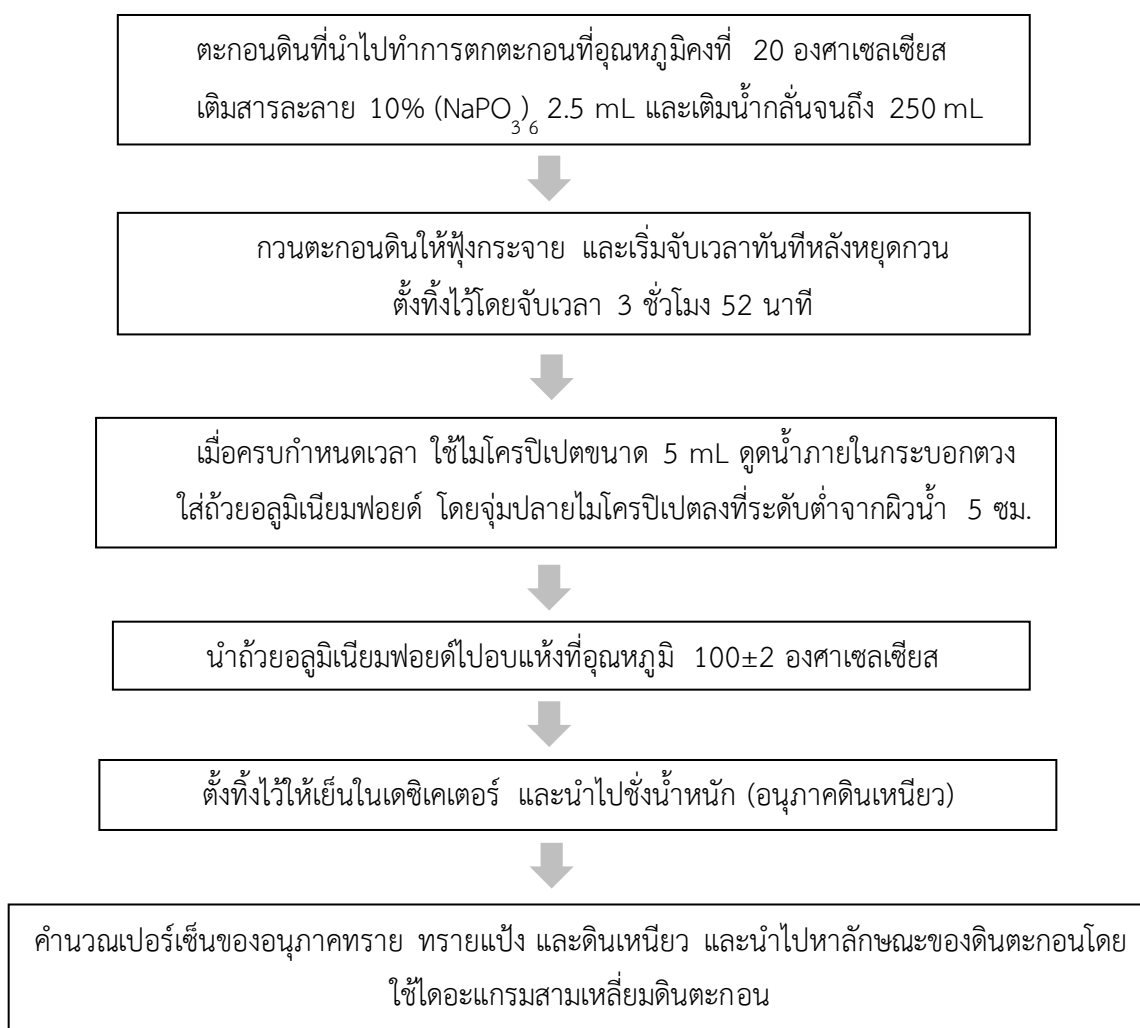 ตะกอนดินที่นำไปทำการตกตะกอนที่อุณหภูมิคงที่ 20 องศาเซลเซียส
เติมสารละลาย 10% (NaPO₃)₆ 2.5 mL และเติมน้ำกลั่นจนถึง 250 mL
กวนตะกอนดินให้ฟุ้งกระจาย และเริ่มจับเวลาทันทีหลังหยุดกวน
ตั้งทิ้งไว้โดยจับเวลา 3 ชั่วโมง 52 นาที
เมื่อครบกำหนดเวลา ใช้ไมโครปิเปตขนาด 5 mL ดูดน้ำภายในกระบอกตวง
ใส่ถ้วยอลูมิเนียมฟอยด์ โดยจุ่มปลายไมโครปิเปตลงที่ระดับต่ำจากผิวน้ำ 5 ซม.
นำถ้วยอลูมิเนียมฟอยด์ไปอบแห้งที่อุณหภูมิ 100±2 องศาเซลเซียส
ตั้งทิ้งไว้ให้เย็นในเดซิเคเตอร์ และนำไปชั่งน้ำหนัก (อนุภาคดินเหนียว)
คำนวณเปอร์เซ็นของอนุภาคทราย ทรายแป้ง และดินเหนียว และนำไปหาลักษณะของดินตะกอนโดย
ใช้ไดอะแกรมสามเหลี่ยมดินตะกอน